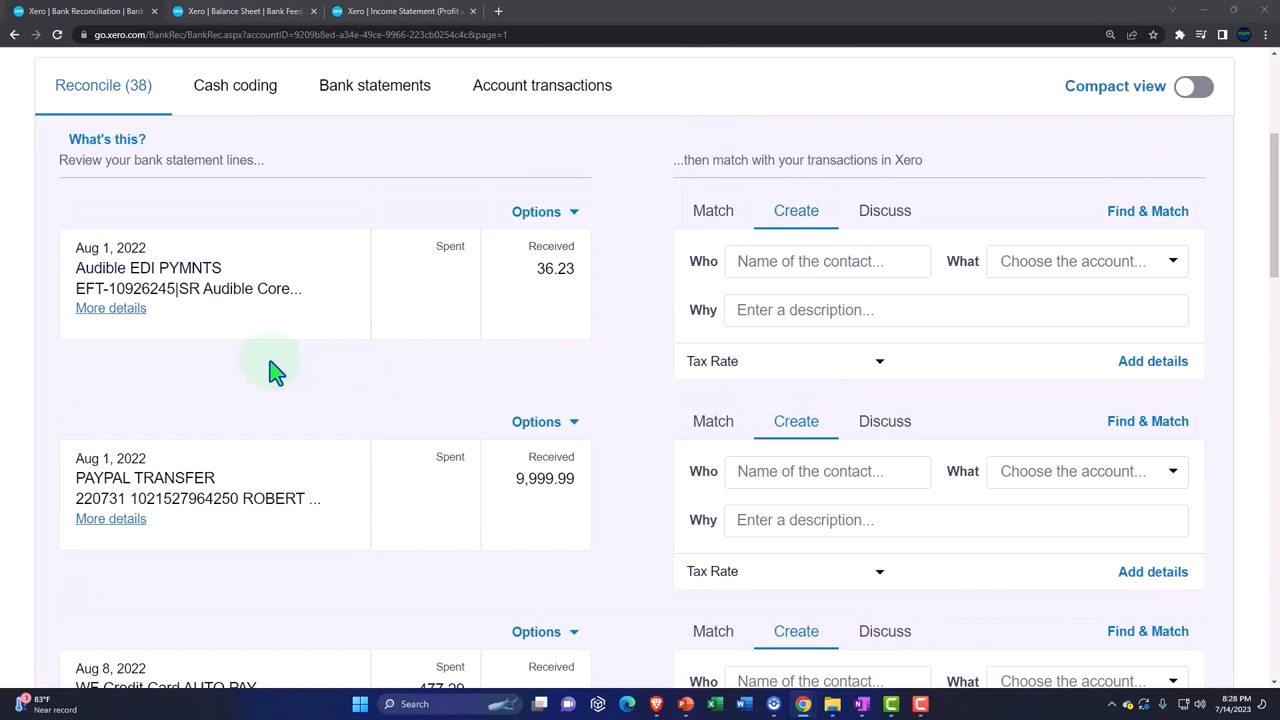 Xero | Bank Reconciliation | Bank
Xero | Balance Sheet | Bank Feed
Xero | Income Statement (Profit
go.xero.com/BankRec/BankRec.aspx?accountID=9209b8ed-a34e-49ce-9966-223cb0254c4c&page=1
Reconcile (38)
Cash coding
Bank statements
Account transactions
Compact view
What's this?
Review your bank statement lines...
...then match with your transactions in Xero
Options
Match
Create
Discuss
Find & Match
Aug 1, 2022
Audible EDI PYMNTS
EFT-10926245|SR Audible Core...
More details
Spent
Received
36.23
Who
Name of the contact...
What
Choose the account...
Why
Enter a description...
Tax Rate
Add details
Options
Match
Create
Discuss
Find & Match
Aug 1, 2022
PAYPAL TRANSFER
220731 1021527964250 ROBERT ...
More details
Spent
Received
9,999.99
Who
Name of the contact...
What
Choose the account...
Why
Enter a description...
Tax Rate
Add details
Options
Match
Create
Discuss
Find & Match
Aug 8, 2022
WF Credit Card AUTO PAY
Spent
477.29
Received
Who
Name of the contact...
What
Choose the account...
1
83°F
Near record
Search
8:28 PM
7/14/2023